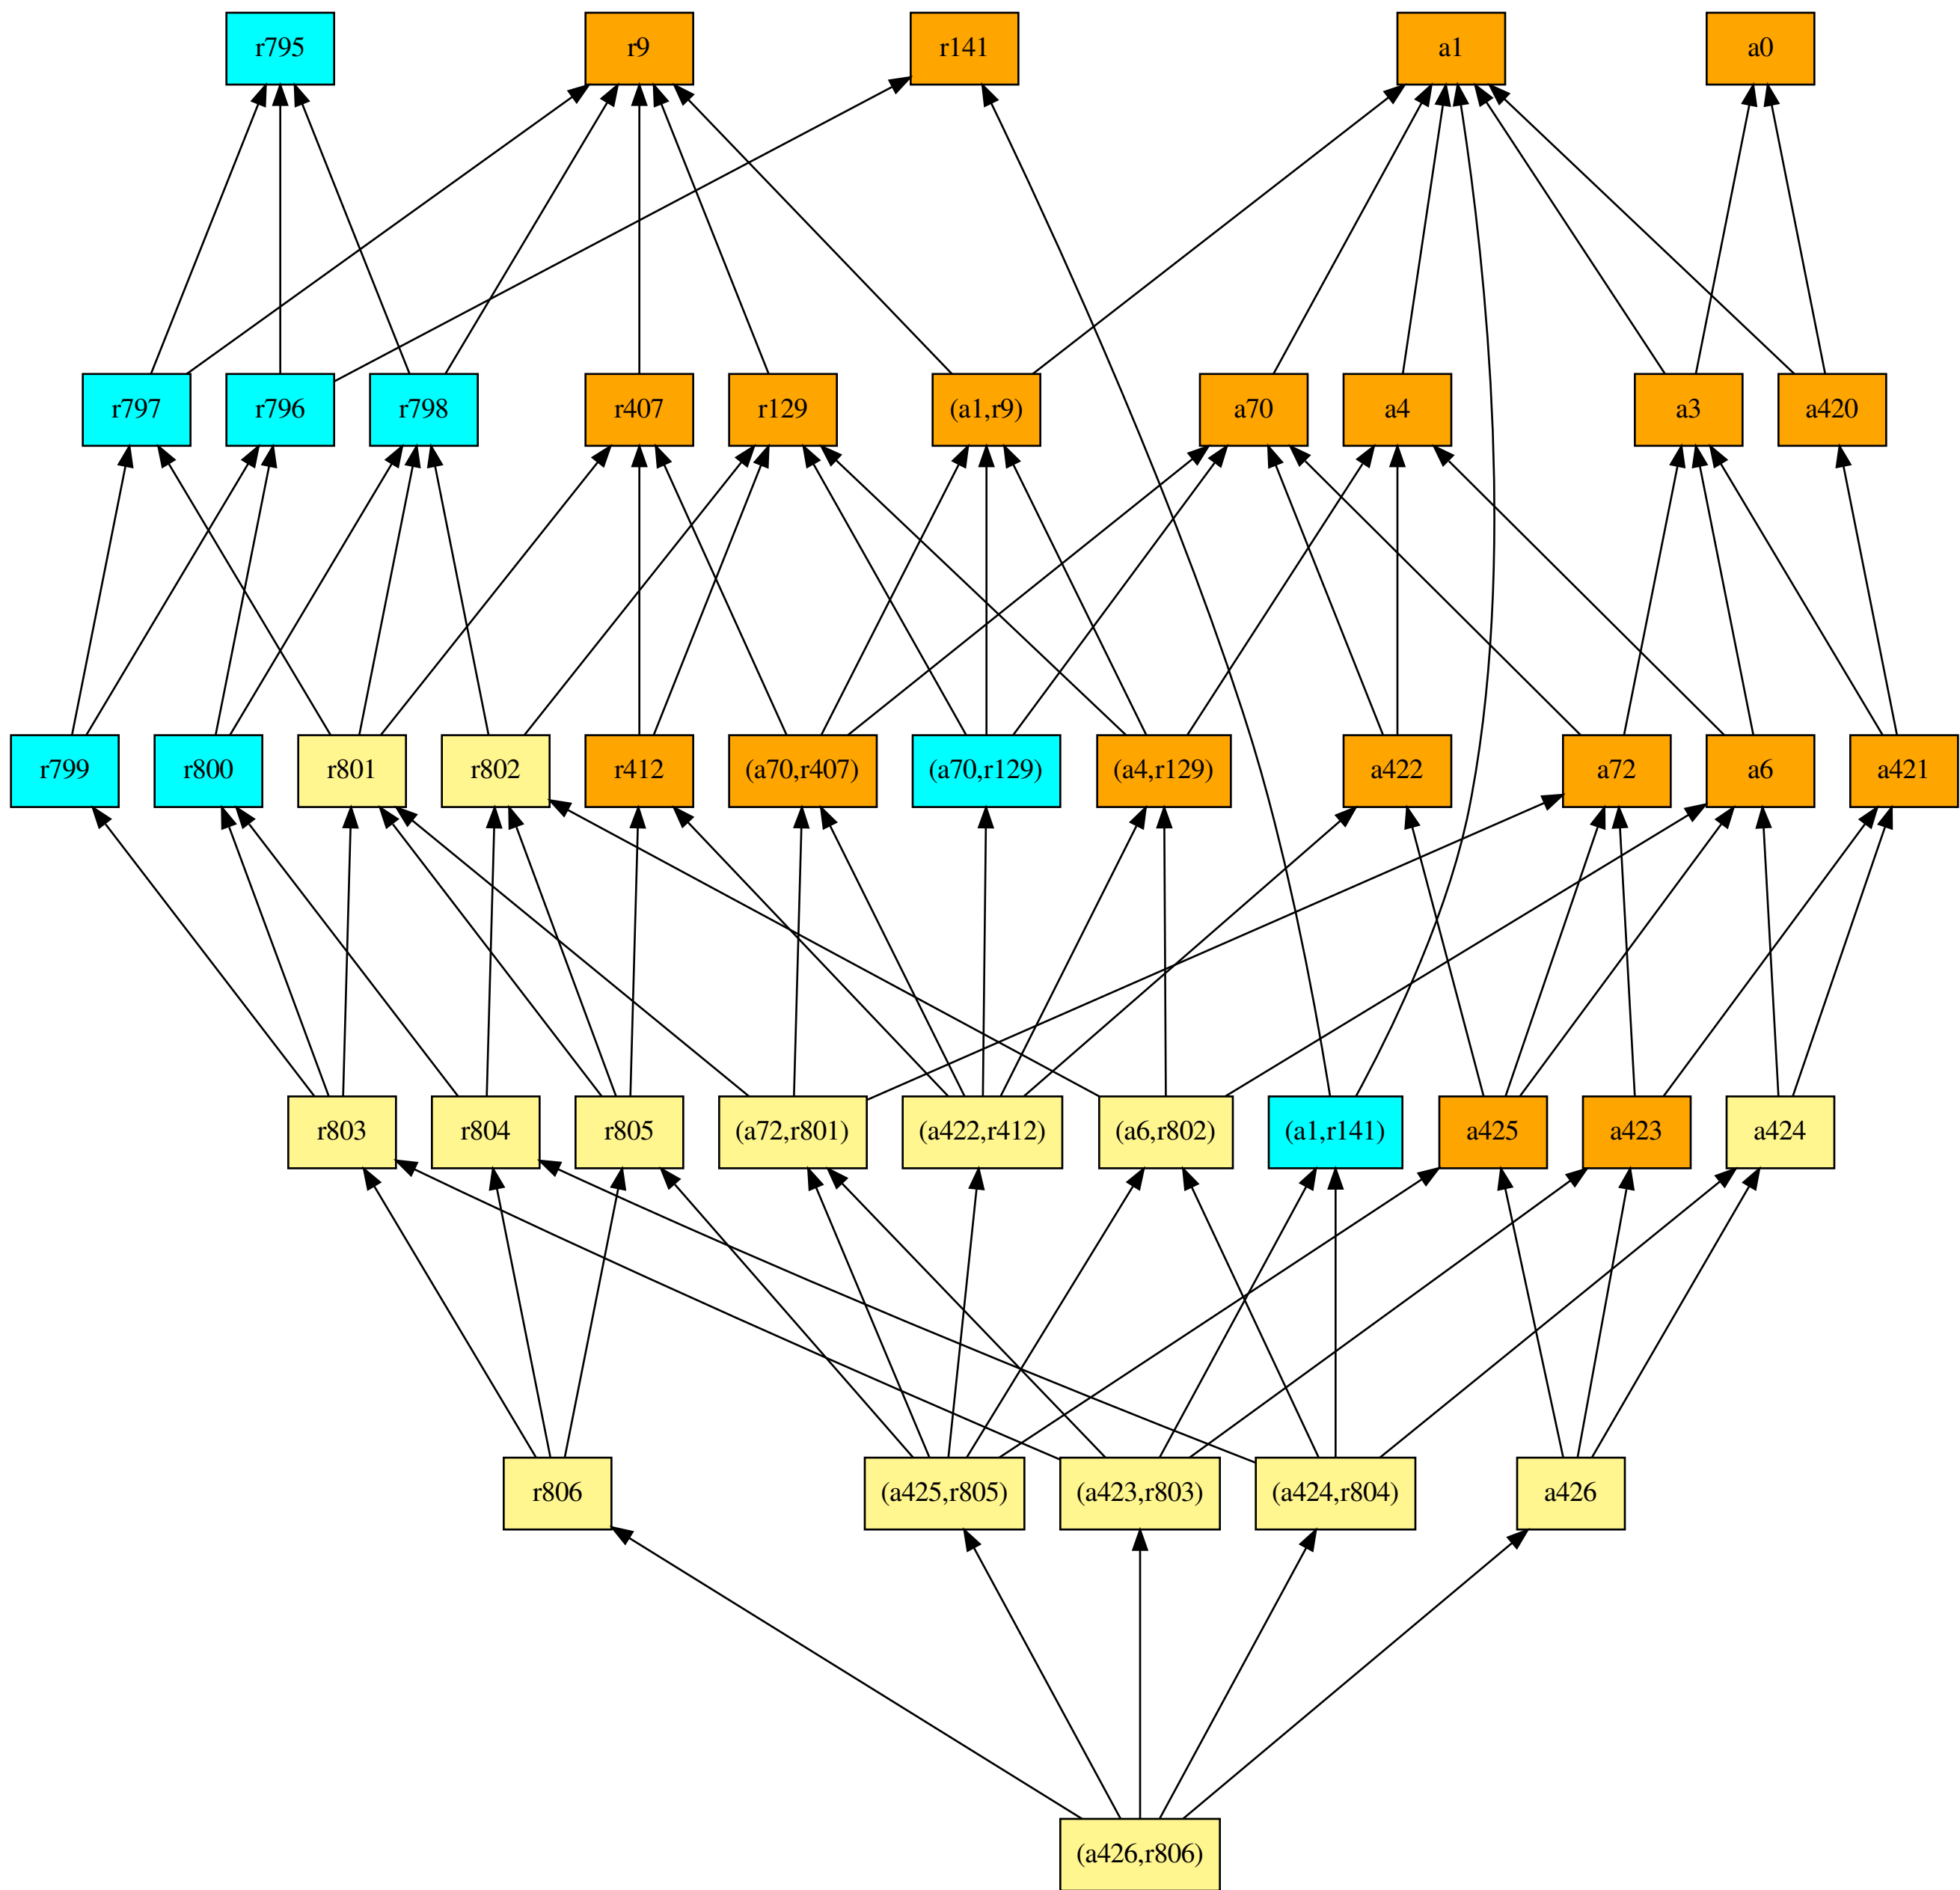 r795
r9
r141
a1
a0
r797
r796
r798
r407
r129
(a1,r9)
a70
a4
a3
a420
r799
r800
r801
r802
r412
(a70,r407)
(a70,r129)
(a4,r129)
a422
a72
a6
a421
r803
r804
r805
(a72,r801)
(a422,r412)
(a6,r802)
(a1,r141)
a425
a423
a424
r806
(a425,r805)
(a423,r803)
(a424,r804)
a426
(a426,r806)